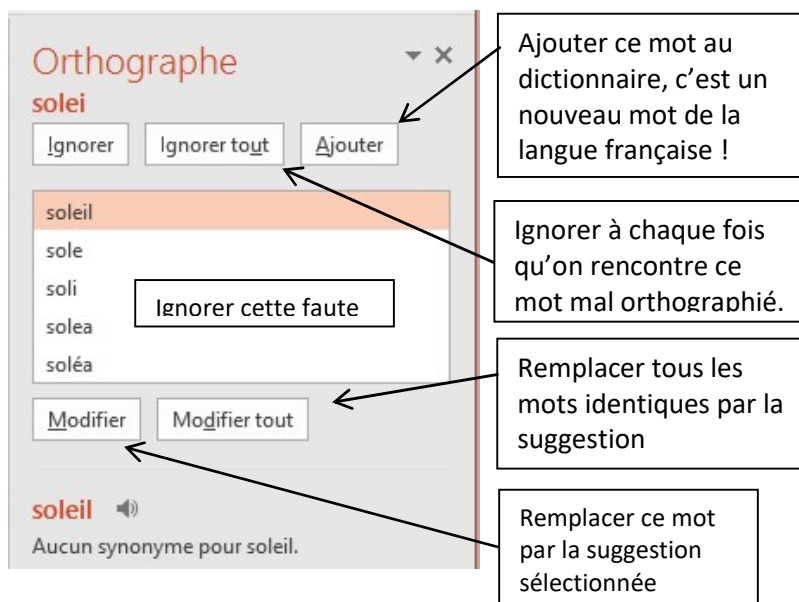 Orthographe
solei
Ignorer Ignorer tout Ajouter
soleil
sole
soli
solea
soléa
Ignorer cette faute
Modifier Modifier tout
soleil
Aucun synonyme pour soleil.
Ajouter ce mot au
dictionnaire, c’est un
nouveau mot de la
langue française !
Ignorer à chaque fois
qu’on rencontre ce
mot mal orthographié.
Remplacer tous les
mots identiques par la
suggestion
Remplacer ce mot
par la suggestion
sélectionnée